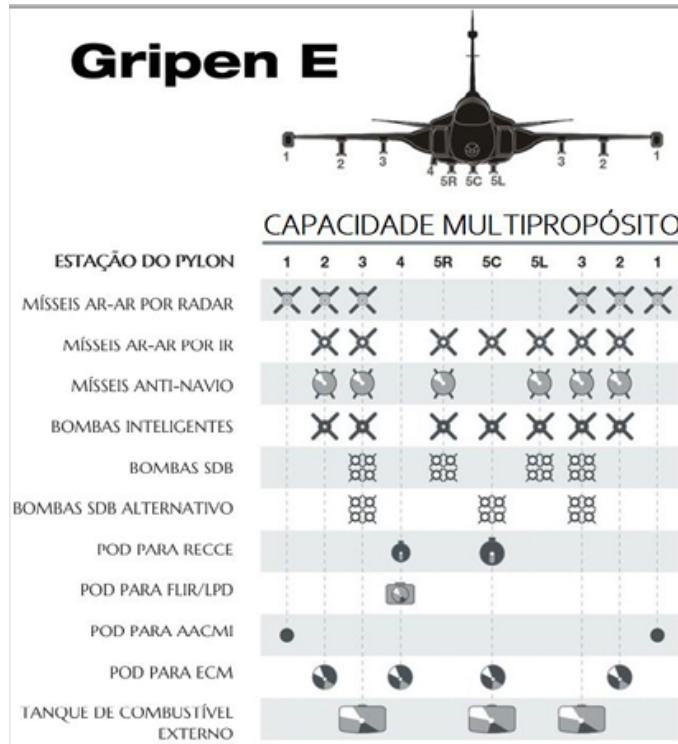 Gripen E
1 2 3 4 5R 5C 5L 3 2 1
CAPACIDADE MULTIPROPÓSITO
ESTAÇÃO DO PYLON 1 2 3 4 5R 5C 5L 3 2 1
MÍSSEIS AR-AR POR RADAR
MÍSSEIS AR-AR POR IR
MÍSSEIS ANTI-NAVIO
BOMBAS INTELIGENTES
BOMBAS SDB
BOMBAS SDB ALTERNATIVO
POD PARA RECCE
POD PARA FLIR/LPD
POD PARA AACMI
POD PARA ECM
TANQUE DE COMBUSTÍVEL
EXTERNO